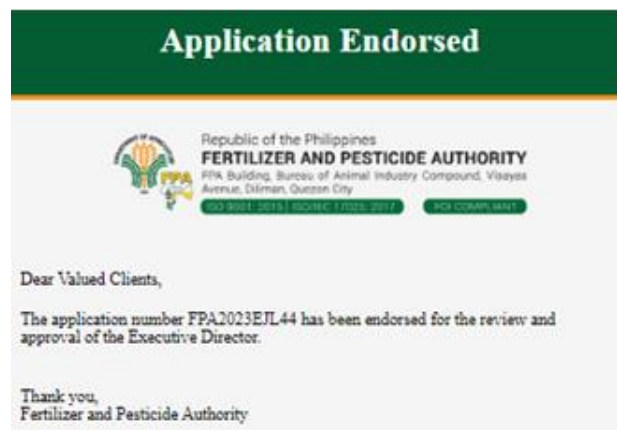 Application Endorsed
Republic of the Philippines
FERTILIZER AND PESTICIDE AUTHORITY
FPA Building, Bureau of Animal Industry Compound, Visayas
Avenue, Diliman, Quezon City
ISO 9001: 2015 | ISO/IEC 17025: 2017 FOI COMPLIANT
FPA
Dear Valued Clients,
The application number FPA2023EJL44 has been endorsed for the review and
approval of the Executive Director.
Thank you,
Fertilizer and Pesticide Authority